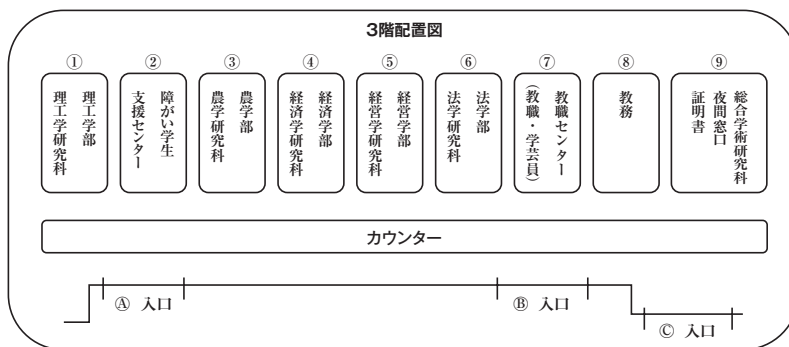 3階配置図
①
理工学部
理工学研究科
②
障がい学生
支援センター
③
農学部
農学研究科
④
経済学部
経済学研究科
⑤
経営学部
経営学研究科
⑥
法学部
法学研究科
⑦
教職センター
(教職・学芸員)
⑧
教務
⑨
総合学術研究科
夜間窓口
証明書
カウンター
Ⓐ 入口
Ⓑ 入口
Ⓒ 入口